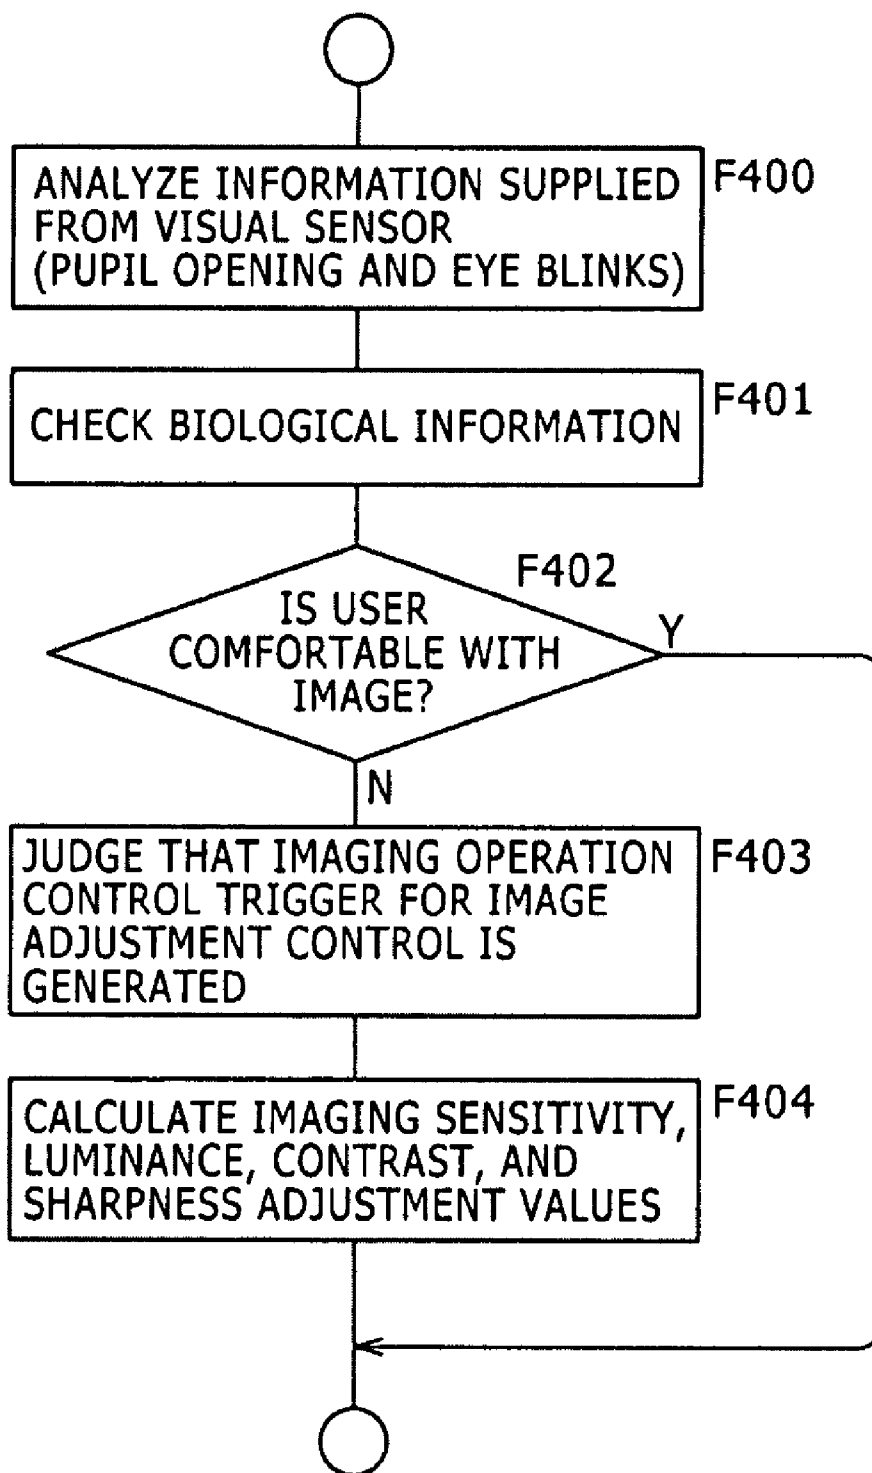 ANALYZE INFORMATION SUPPLIED
FROM VISUAL SENSOR
(PUPIL OPENING AND EYE BLINKS)
F400
CHECK BIOLOGICAL INFORMATION
F401
F402
IS USER
COMFORTABLE WITH
IMAGE?
Y
N
JUDGE THAT IMAGING OPERATION
CONTROL TRIGGER FOR IMAGE
ADJUSTMENT CONTROL IS
GENERATED
F403
CALCULATE IMAGING SENSITIVITY,
LUMINANCE, CONTRAST, AND
SHARPNESS ADJUSTMENT VALUES
F404